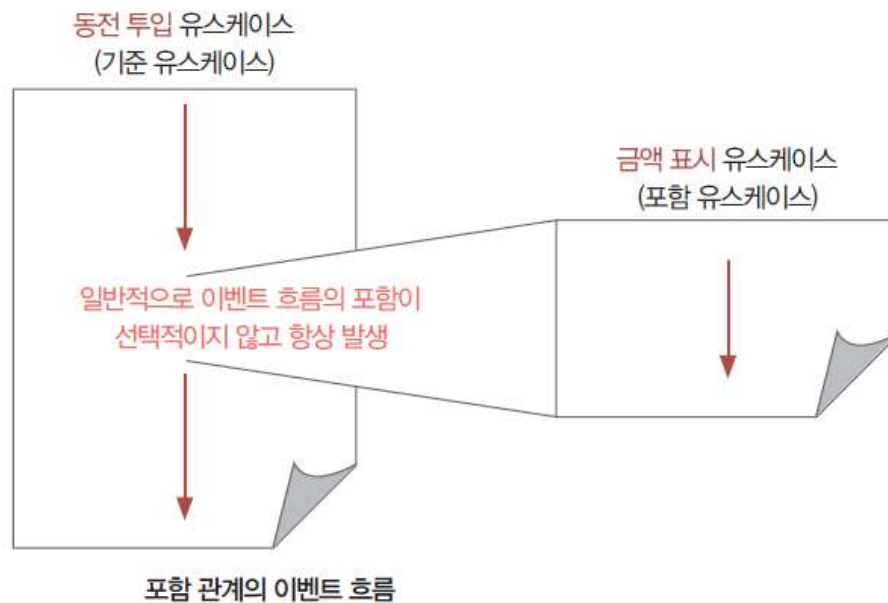 동전 투입 유스케이스
(기준 유스케이스)
금액 표시 유스케이스
(포함 유스케이스)
일반적으로 이벤트 흐름의 포함이
선택적이지 않고 항상 발생
포함 관계의 이벤트 흐름